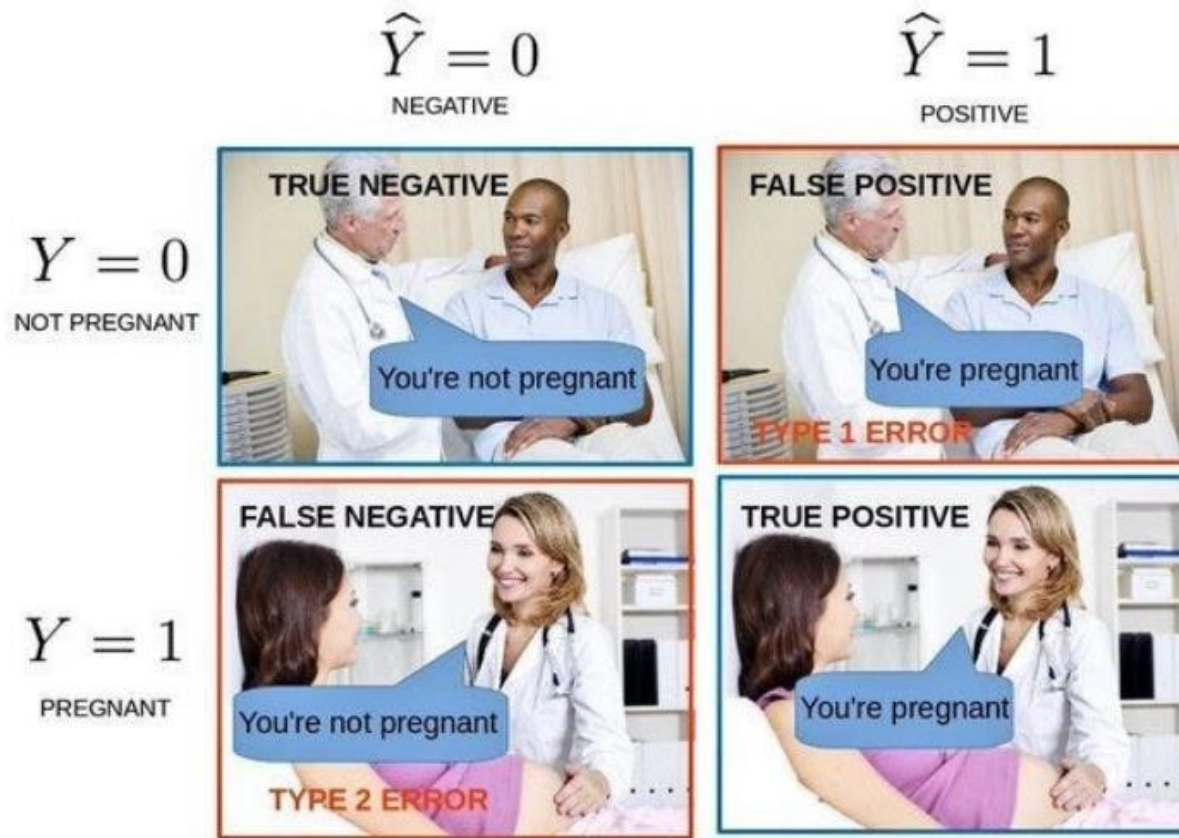 Ŷ = 0
NEGATIVE
Ŷ = 1
POSITIVE
Y = 0
NOT PREGNANT
TRUE NEGATIVE
You're not pregnant
FALSE POSITIVE
You're pregnant
TYPE 1 ERROR
Y = 1
PREGNANT
FALSE NEGATIVE
You're not pregnant
TYPE 2 ERROR
TRUE POSITIVE
You're pregnant